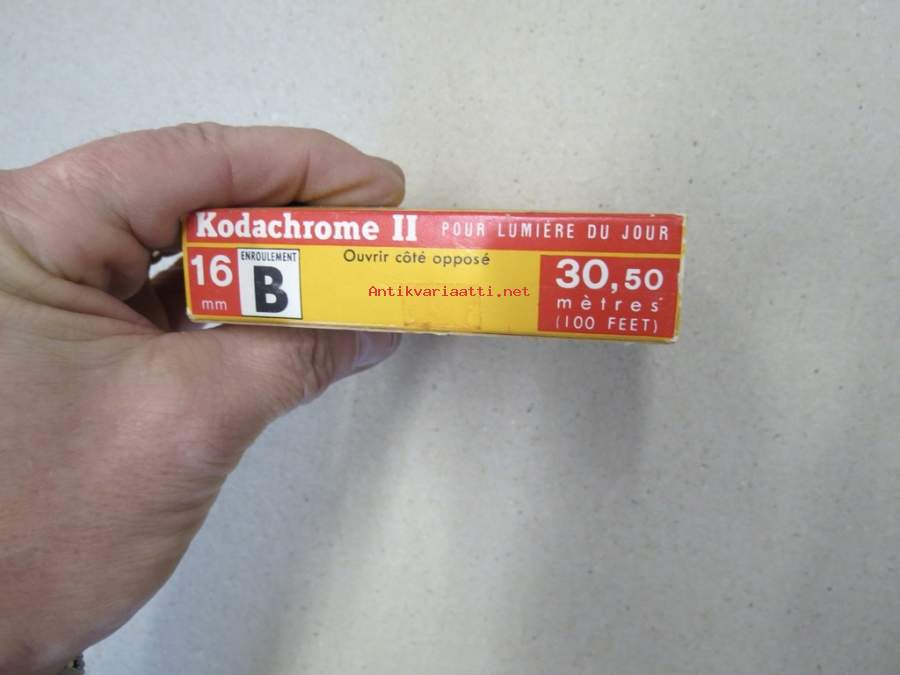 Kodachrome II POUR LUMIÈRE DU JOUR
16 mm
ENROULEMENT
B
Ouvrir côté opposé
Antikvariaatti.net
30,50
mètres
(100 FEET)